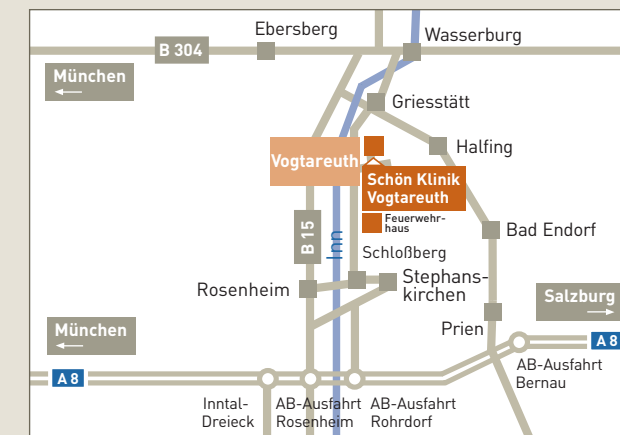 Ebersberg
Wasserburg
B 304
München
Griesstätt
Halfing
Vogtareuth
Schön Klinik
Vogtareuth
Feuerwehr-
haus
B 15
Inn
Schloßberg
Bad Endorf
Rosenheim
Stephans-
kirchen
Salzburg
München
Prien
A 8
A 8
AB-Ausfahrt
Bernau
Inntal-
Dreieck
AB-Ausfahrt
Rosenheim
AB-Ausfahrt
Rohrdorf